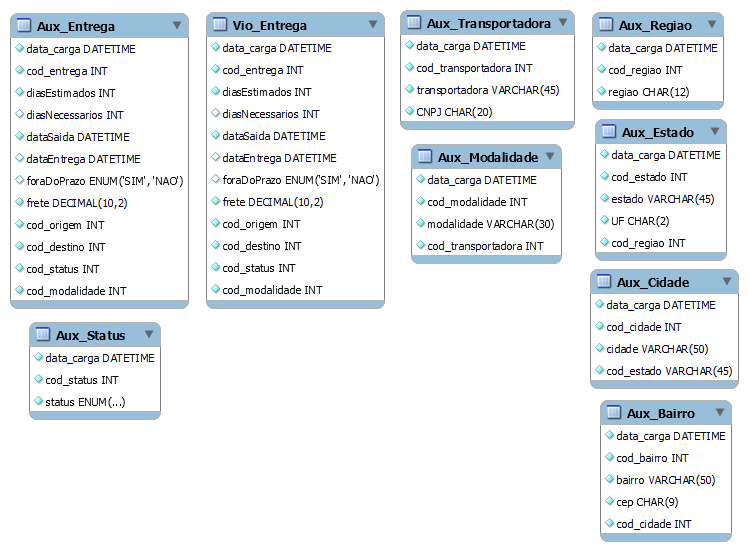 Aux_Entrega
data_carga DATETIME
cod_entrega INT
diasEstimados INT
diasNecessarios INT
dataSaida DATETIME
dataEntrega DATETIME
foraDoPrazo ENUM('SIM', 'NAO')
frete DECIMAL(10,2)
cod_origem INT
cod_destino INT
cod_status INT
cod_modalidade INT
Vio_Entrega
data_carga DATETIME
cod_entrega INT
diasEstimados INT
diasNecessarios INT
dataSaida DATETIME
dataEntrega DATETIME
foraDoPrazo ENUM('SIM', 'NAO')
frete DECIMAL(10,2)
cod_origem INT
cod_destino INT
cod_status INT
cod_modalidade INT
Aux_Transportadora
data_carga DATETIME
cod_transportadora INT
transportadora VARCHAR(45)
CNPJ CHAR(20)
Aux_Regiao
data_carga DATETIME
cod_regiao INT
regiao CHAR(12)
Aux_Modalidade
data_carga DATETIME
cod_modalidade INT
modalidade VARCHAR(30)
cod_transportadora INT
Aux_Estado
data_carga DATETIME
cod_estado INT
estado VARCHAR(45)
UF CHAR(2)
cod_regiao INT
Aux_Cidade
data_carga DATETIME
cod_cidade INT
cidade VARCHAR(50)
cod_estado VARCHAR(45)
Aux_Status
data_carga DATETIME
cod_status INT
status ENUM(...)
Aux_Bairro
data_carga DATETIME
cod_bairro INT
bairro VARCHAR(50)
cep CHAR(9)
cod_cidade INT